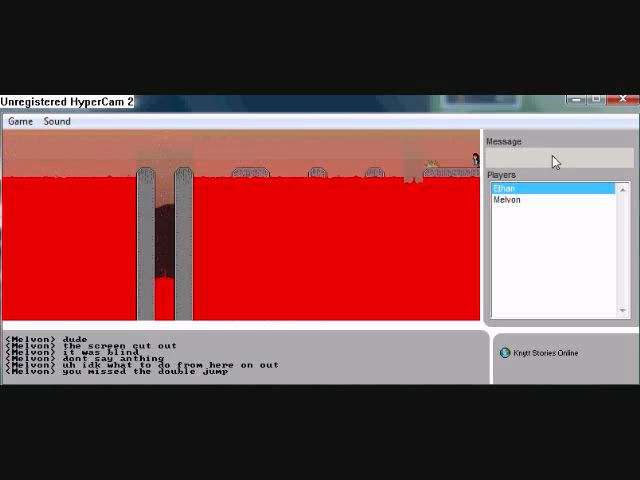 Unregistered HyperCam 2
Game Sound
Message
Players
Ethan
Melvon
<Melvon> dude
<Melvon> the screen cut out
<Melvon> it was blind
<Melvon> dont say anthing
<Melvon> uh idk what to do from here on out
<Melvon> you missed the double jump
Knytt Stories Online